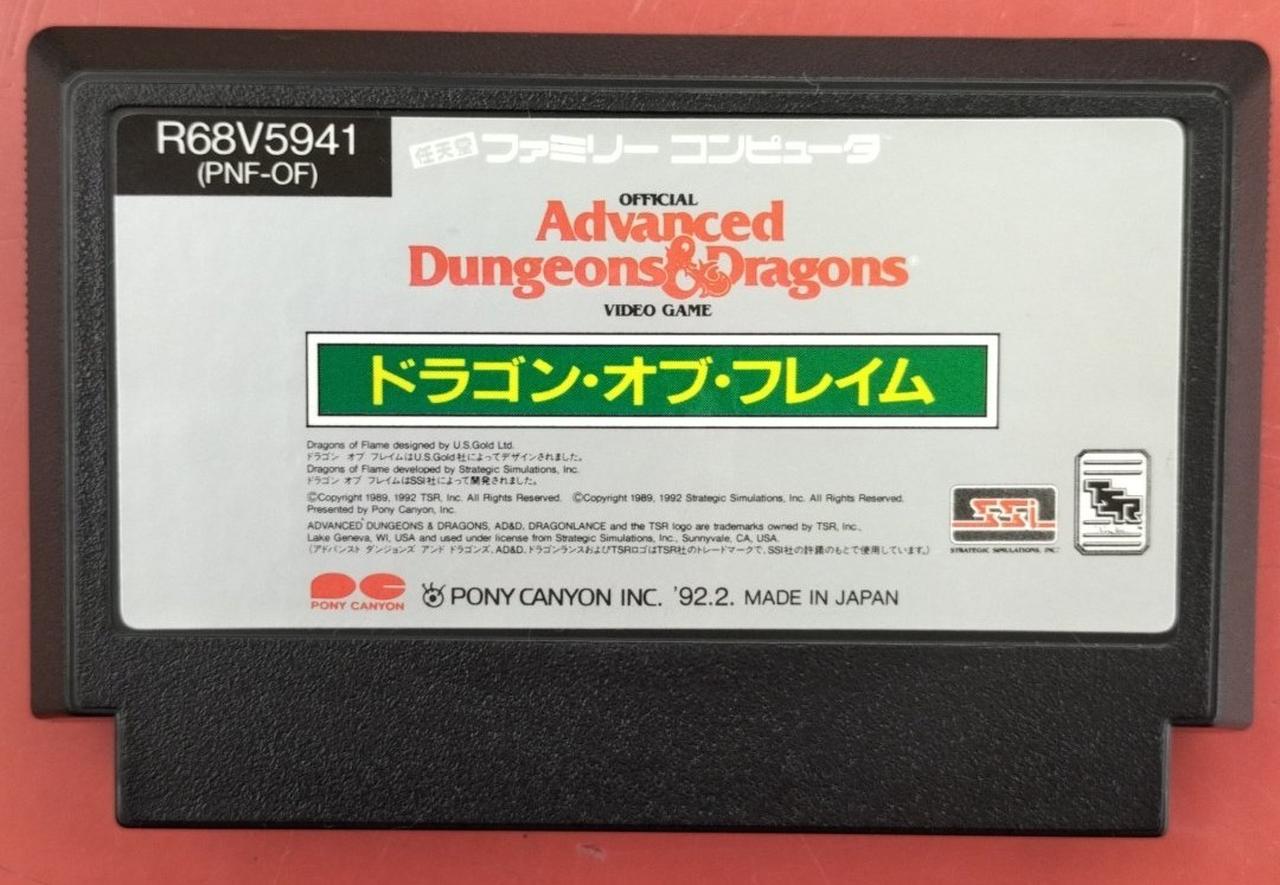 R68V5941
(PNF-OF)
任天堂 ファミリー コンピュータ™
OFFICIAL
Advanced
Dungeons & Dragons®
VIDEO GAME
ドラゴン・オブ・フレイム
Dragons of Flame designed by U.S.Gold Ltd.
ドラゴン オブ フレイムはU.S.Gold社によってデザインされました。
Dragons of Flame developed by Strategic Simulations, Inc.
ドラゴン オブ フレイムはSSI社によって開発されました。
©Copyright 1989, 1992 TSR, Inc. All Rights Reserved. ©Copyright 1989, 1992 Strategic Simulations, Inc. All Rights Reserved.
Presented by Pony Canyon, Inc.
ADVANCED DUNGEONS & DRAGONS, AD&D, DRAGONLANCE and the TSR logo are trademarks owned by TSR, Inc.,
Lake Geneva, WI, USA and used under license from Strategic Simulations, Inc., Sunnyvale, CA, USA.
(アドバンスト ダンジョンズ アンド ドラゴンズ, AD&D, ドラゴンランスおよびTSRロゴはTSR社のトレードマークで、SSI社の許諾のもとで使用しています。)
SSI
STRATEGIC SIMULATIONS, INC.
TSR
PC
PONY CANYON
PONY CANYON INC. '92.2. MADE IN JAPAN